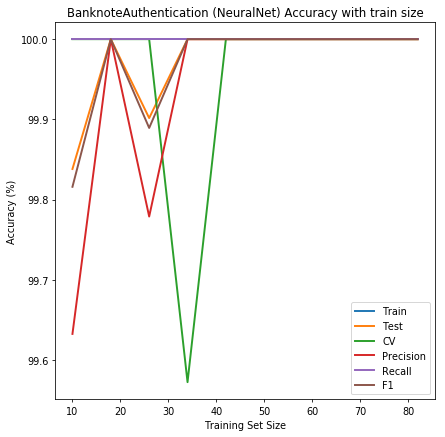 BanknoteAuthentication (NeuralNet) Accuracy with train size
100.0
99.9
99.8
99.7
99.6
Accuracy (%)
10 20 30 40 50 60 70 80
Training Set Size
Train
Test
CV
Precision
Recall
F1